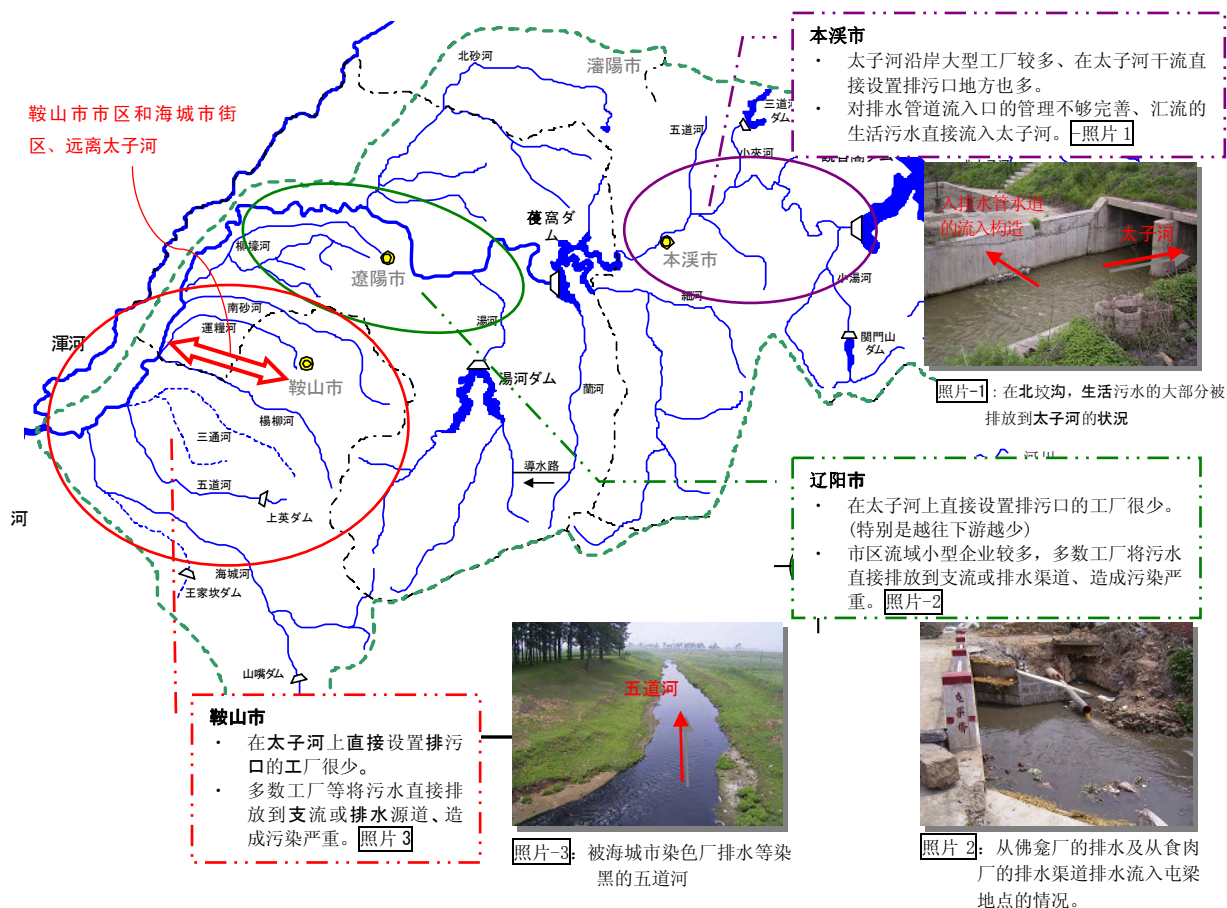 本溪市
· 太子河沿岸大型工厂较多、在太子河干流直
接设置排污口地方也多。
· 对排水管道流入口的管理不够完善、汇流的
生活污水直接流入太子河。-照片 1
北砂河
瀋陽市
三道河
ダム
五道河
小夾河
鞍山市市区和海城市街
区、远离太子河
葠窩ダ
ム
柳壕河
遼陽市
本溪市
小湯河
細河
入排水管水道
的流入构造
太子河
南砂河
運糧河
湯河
渾河
鞍山市
湯河ダム
蘭河
関門山
ダム
照片-1：在北坟沟，生活污水的大部分被
排放到太子河的状况
楊柳河
三通河
五道河
上英ダム
導水路
河川
河
海城河
王家坎ダム
山嘴ダム
辽阳市
· 在太子河上直接设置排污口的工厂很少。
(特别是越往下游越少)
· 市区流域小型企业较多，多数工厂将污水
直接排放到支流或排水渠道、造成污染严
重。照片-2
五道河
屯梁桥
鞍山市
· 在太子河上直接设置排污
口的工厂很少。
· 多数工厂等将污水直接排
放到支流或排水源道、造
成污染严重。照片 3
照片-3：被海城市染色厂排水等染
黑的五道河
照片 2：从佛龛厂的排水及从食肉
厂的排水渠道排水流入屯梁
地点的情况。